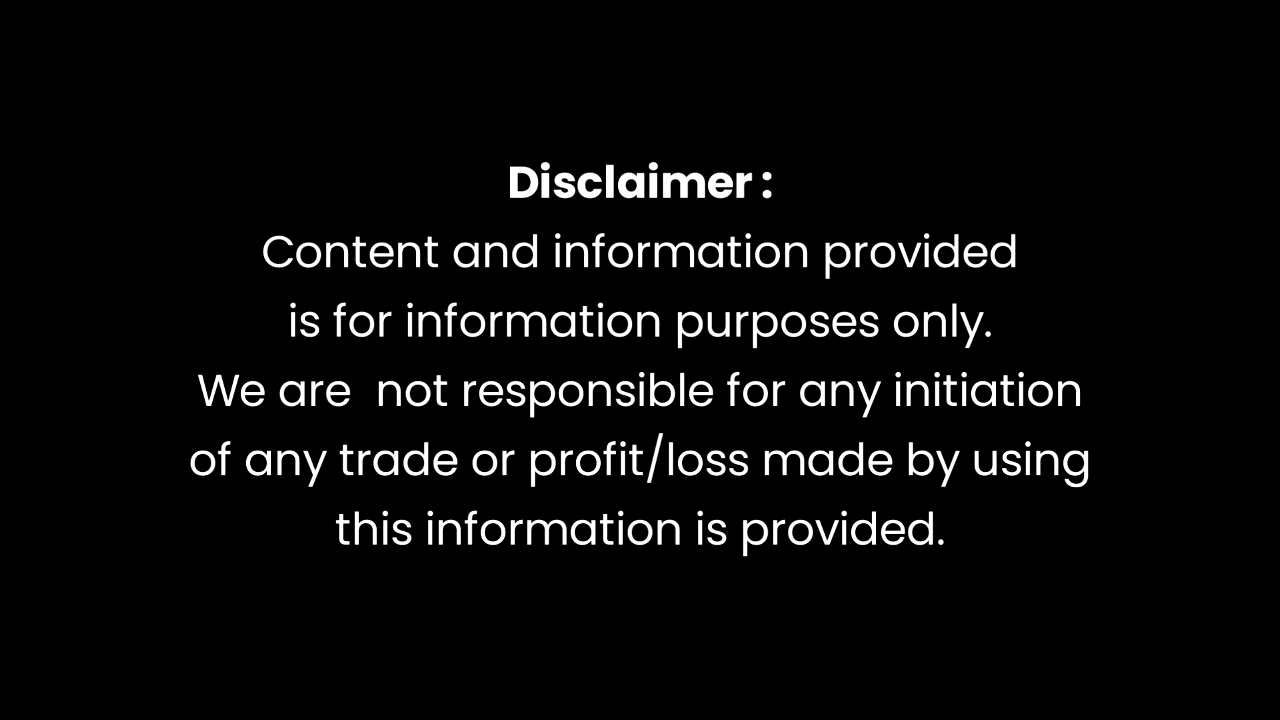 Disclaimer :
Content and information provided
is for information purposes only.
We are  not responsible for any initiation
of any trade or profit/loss made by using
this information is provided.